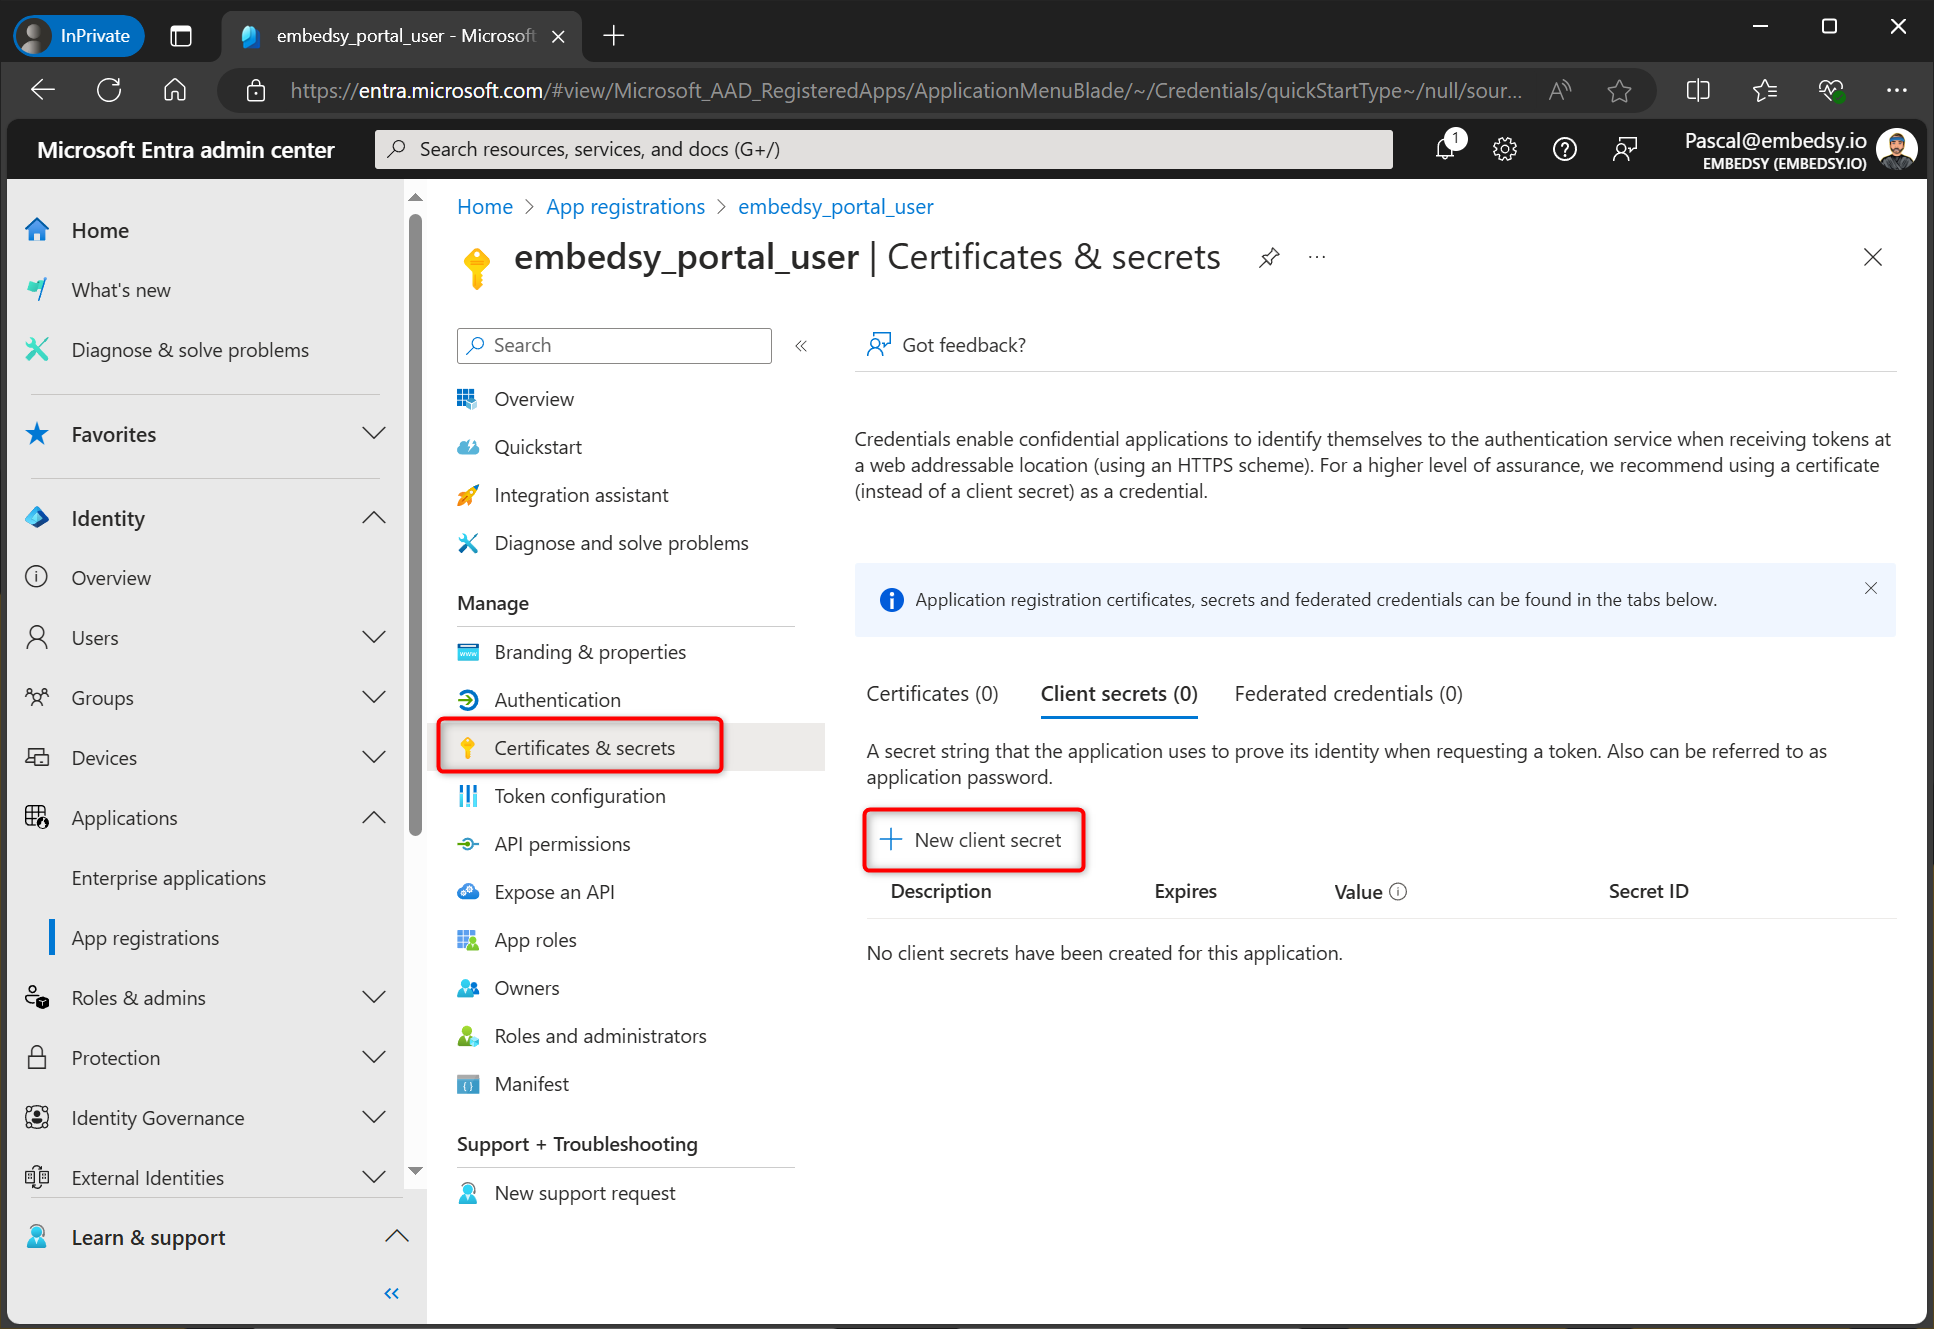 InPrivate
embedsy_portal_user - Microsoft
https://entra.microsoft.com/#view/Microsoft_AAD_RegisteredApps/ApplicationMenuBlade/~/Credentials/quickStartType~/null/sour...
Microsoft Entra admin center
Search resources, services, and docs (G+/)
1
Pascal@embedsy.io
EMBEDSY (EMBEDSY.IO)
Home
What's new
Diagnose & solve problems
Favorites
Identity
Overview
Users
Groups
Devices
Applications
Enterprise applications
App registrations
Roles & admins
Protection
Identity Governance
External Identities
Learn & support
Home > App registrations > embedsy_portal_user
embedsy_portal_user | Certificates & secrets
Search
Overview
Quickstart
Integration assistant
Diagnose and solve problems
Manage
Branding & properties
Authentication
Certificates & secrets
Token configuration
API permissions
Expose an API
App roles
Owners
Roles and administrators
Manifest
Support + Troubleshooting
New support request
Got feedback?
Credentials enable confidential applications to identify themselves to the authentication service when receiving tokens at
a web addressable location (using an HTTPS scheme). For a higher level of assurance, we recommend using a certificate
(instead of a client secret) as a credential.
Application registration certificates, secrets and federated credentials can be found in the tabs below.
Certificates (0) Client secrets (0) Federated credentials (0)
A secret string that the application uses to prove its identity when requesting a token. Also can be referred to as
application password.
New client secret
Description Expires Value Secret ID
No client secrets have been created for this application.